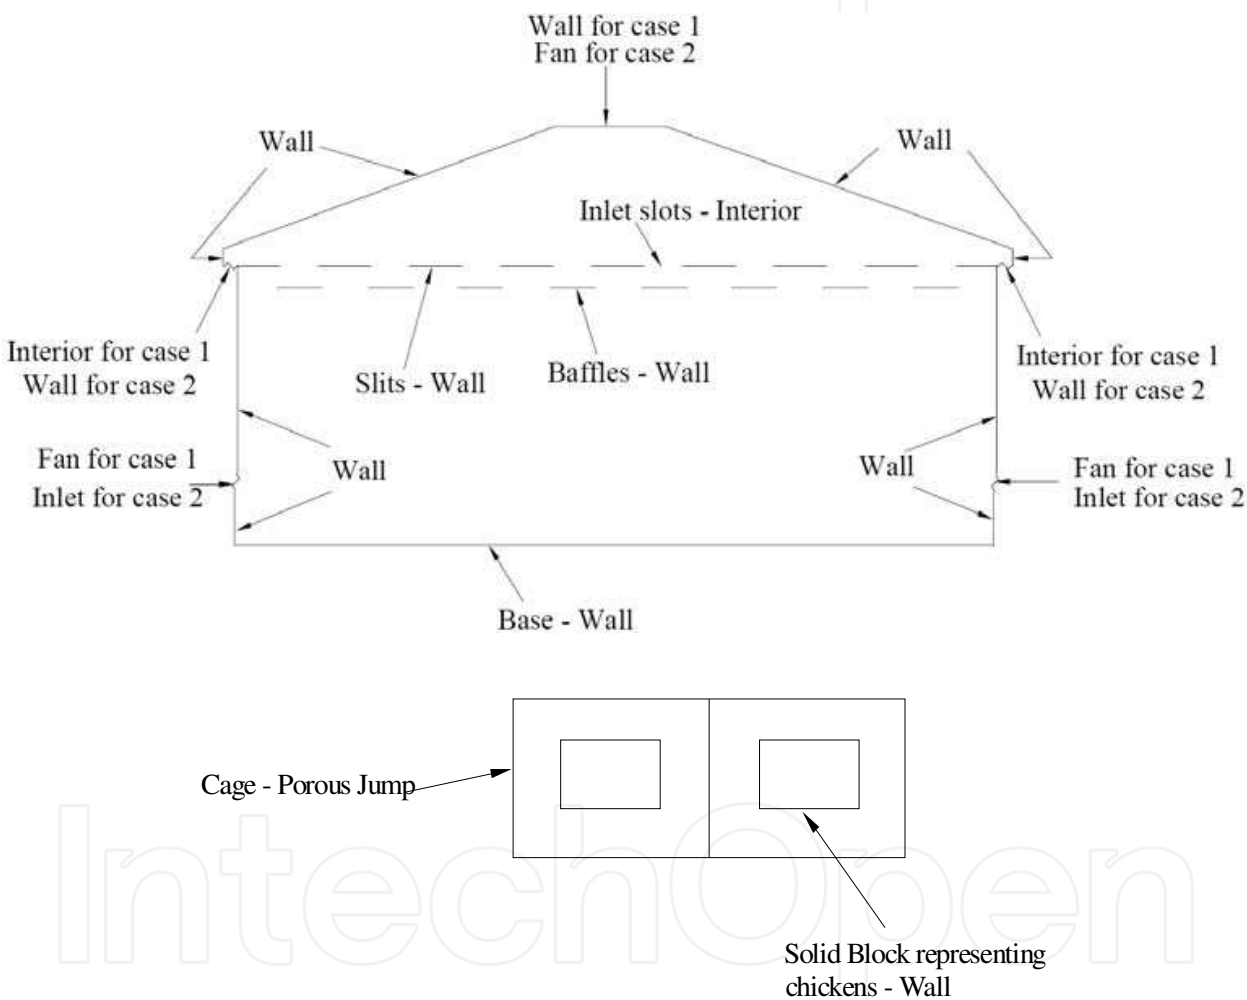 Wall for case 1
Fan for case 2
Wall
Wall
Inlet slots - Interior
Interior for case 1
Wall for case 2
Slits - Wall
Baffles - Wall
Interior for case 1
Wall for case 2
Fan for case 1
Inlet for case 2
Wall
Wall
Fan for case 1
Inlet for case 2
Base - Wall
Cage - Porous Jump
IntechOpen
Solid Block representing
chickens - Wall